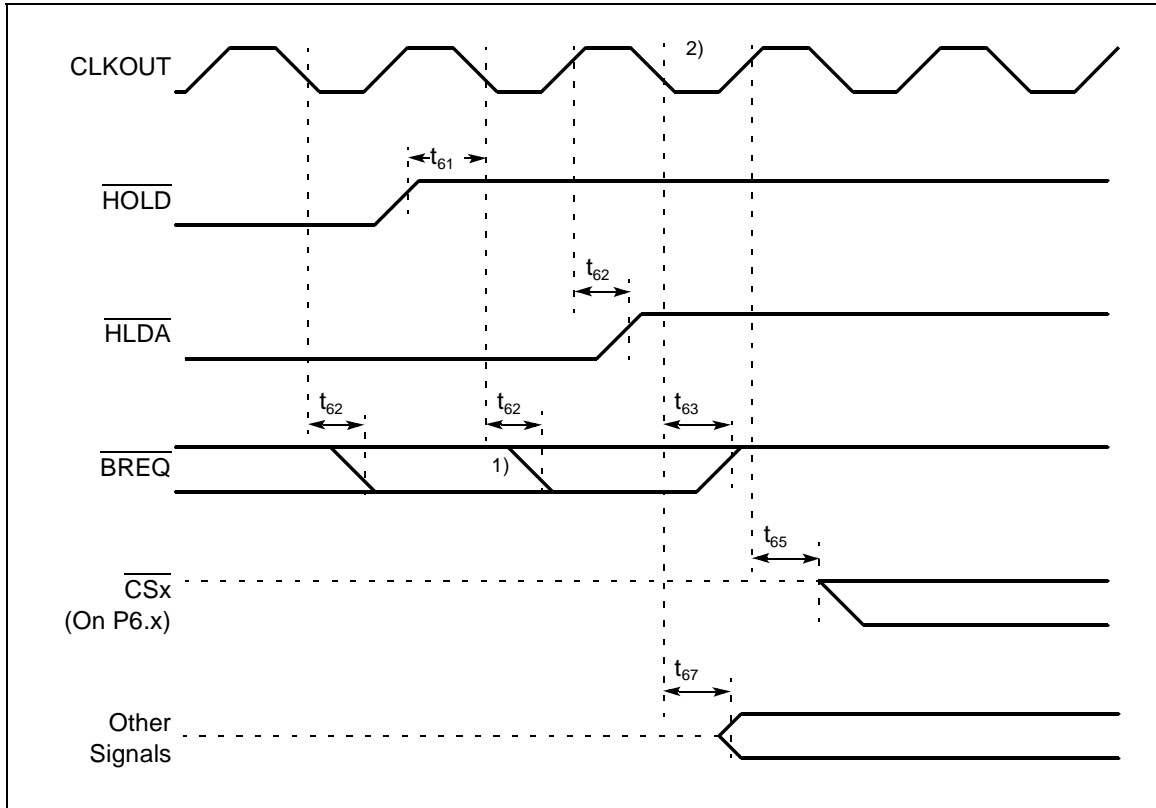 CLKOUT
2)
t61
HOLD
t62
HLDA
t62
t62
t63
BREQ
1)
t65
CSx
(On P6.x)
t67
Other
Signals